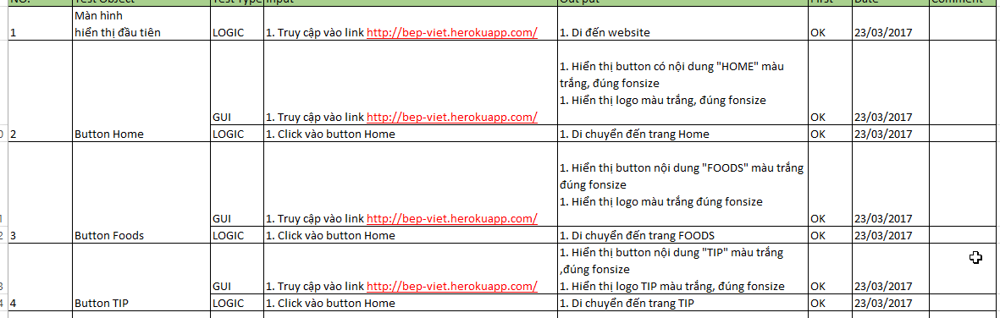 NO. Test Object Test Type Input Out put First Date Comment
Màn hình
1 hiển thị đầu tiên LOGIC 1. Truy cập vào link http://bep-viet.herokuapp.com/ 1. Di đến website OK 23/03/2017
1. Hiển thị button có nội dung "HOME" màu
trắng, đúng fonsize
1. Hiển thị logo màu trắng, đúng fonsize
GUI 1. Truy cập vào link http://bep-viet.herokuapp.com/ OK 23/03/2017
2 Button Home LOGIC 1. Click vào button Home 1. Di chuyển đến trang Home OK 23/03/2017
1. Hiển thị button nội dung "FOODS" màu trắng
đúng fonsize
1. Hiển thị logo màu trắng đúng fonsize
GUI 1. Truy cập vào link http://bep-viet.herokuapp.com/ OK 23/03/2017
3 Button Foods LOGIC 1. Click vào button Home 1. Di chuyển đến trang FOODS OK 23/03/2017
1. Hiển thị button nội dung "TIP" màu trắng
,đúng fonsize
GUI 1. Truy cập vào link http://bep-viet.herokuapp.com/ 1. Hiển thị logo TIP màu trắng, đúng fonsize OK 23/03/2017
4 Button TIP LOGIC 1. Click vào button Home 1. Di chuyển đến trang TIP OK 23/03/2017